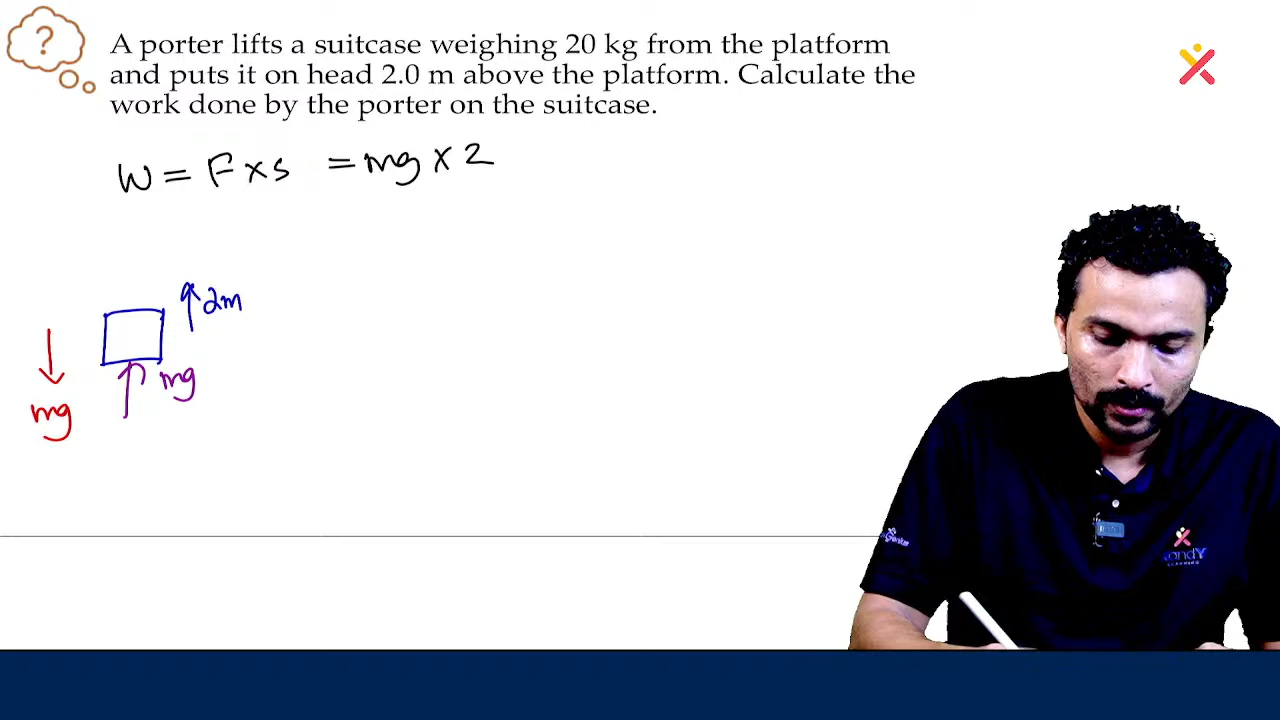 ?
A porter lifts a suitcase weighing 20 kg from the platform
and puts it on head 2.0 m above the platform. Calculate the
work done by the porter on the suitcase.
W = F × s = mg × 2
2m
mg
mg